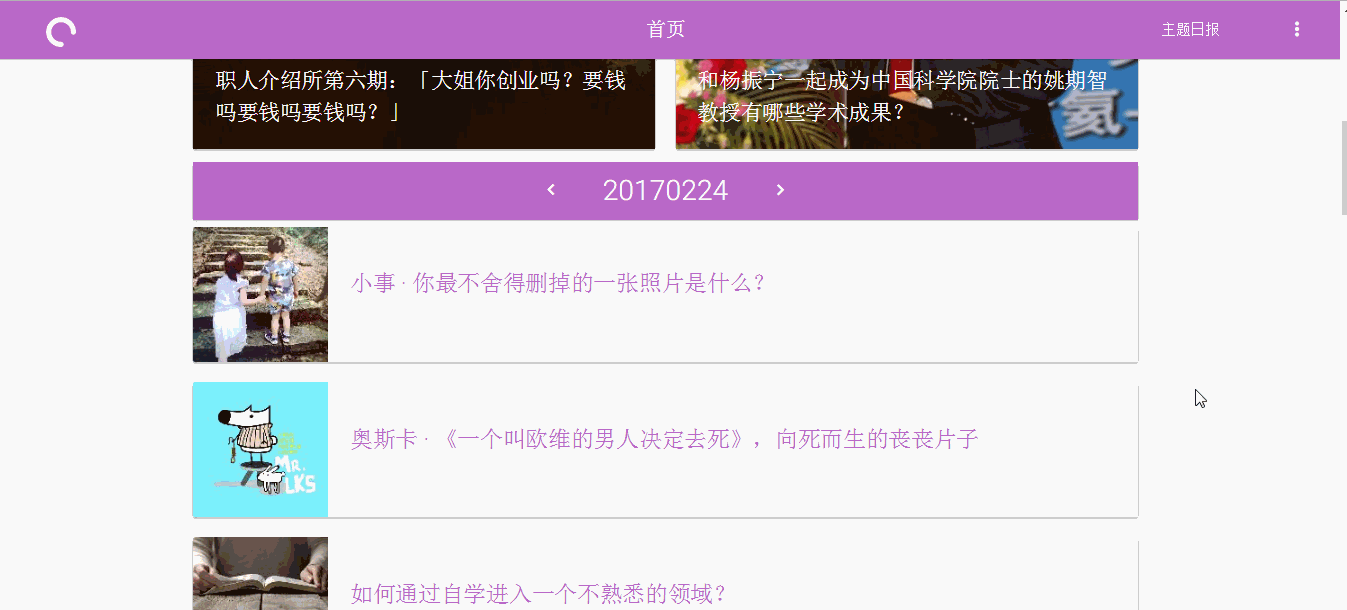 首页
主题日报
职人介绍所第六期：「大姐你创业吗？要钱
吗要钱吗要钱吗？」
和杨振宁一起成为中国科学院院士的姚期智
教授有哪些学术成果？
氦
20170224
小事 · 你最不舍得删掉的一张照片是什么？
奥斯卡 · 《一个叫欧维的男人决定去死》，向死而生的丧丧片子
MR.
LKS
如何通过自学进入一个不熟悉的领域？